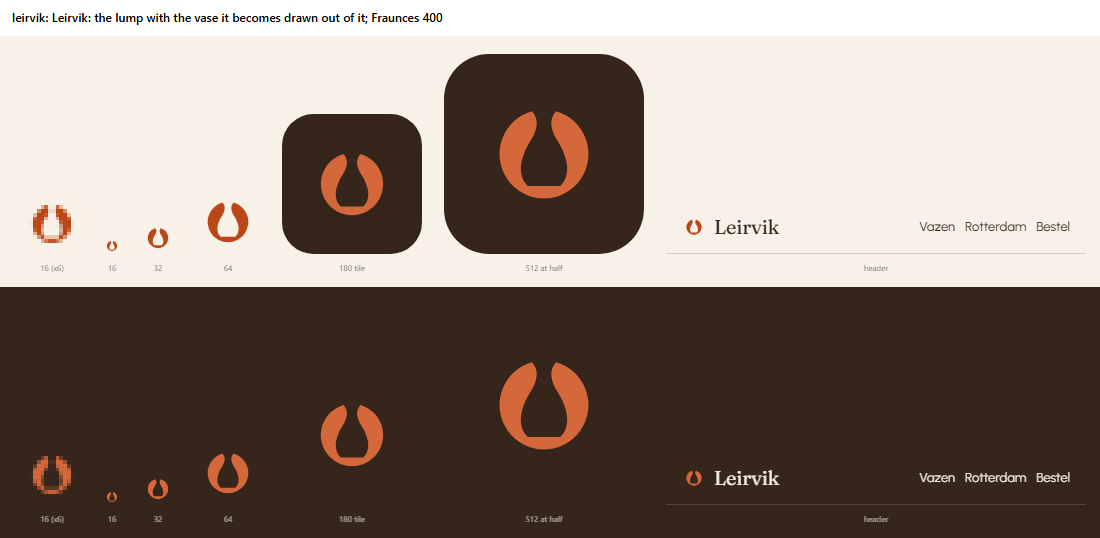 leirvik: Leirvik: the lump with the vase it becomes drawn out of it; Fraunces 400
Leirvik Vazen Rotterdam Bestel
16 (x6) 16 32 64 180 tile 512 at half header
Leirvik Vazen Rotterdam Bestel
16 (x6) 16 32 64 180 tile 512 at half header